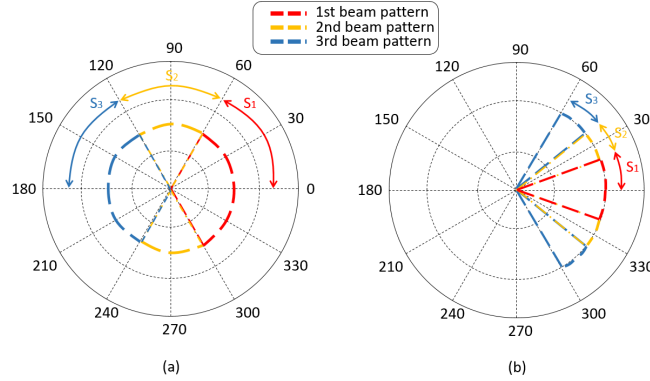 1st beam pattern
2nd beam pattern
3rd beam pattern
90
120
60
S2
S3
S1
150
30
180
0
210
330
240
300
270
(a)
90
120
60
S3
S2
150
30
S1
180
0
210
330
240
300
270
(b)